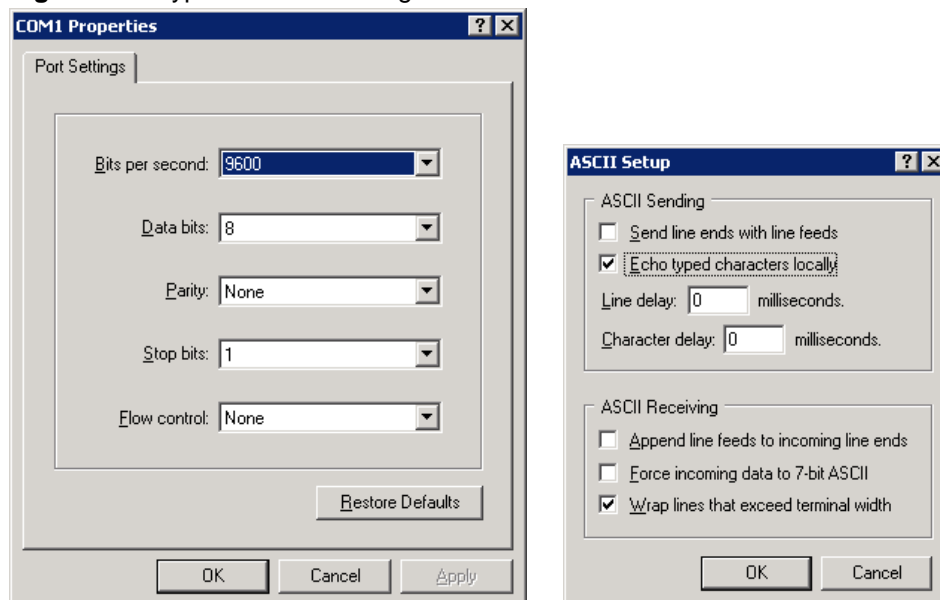 COM1 Properties
Port Settings
Bits per second: 9600
Data bits: 8
Parity: None
Stop bits: 1
Flow control: None
Restore Defaults
OK Cancel Apply
ASCII Setup
ASCII Sending
Send line ends with line feeds
Echo typed characters locally
Line delay: 0 milliseconds.
Character delay: 0 milliseconds.
ASCII Receiving
Append line feeds to incoming line ends
Force incoming data to 7-bit ASCII
Wrap lines that exceed terminal width
OK Cancel